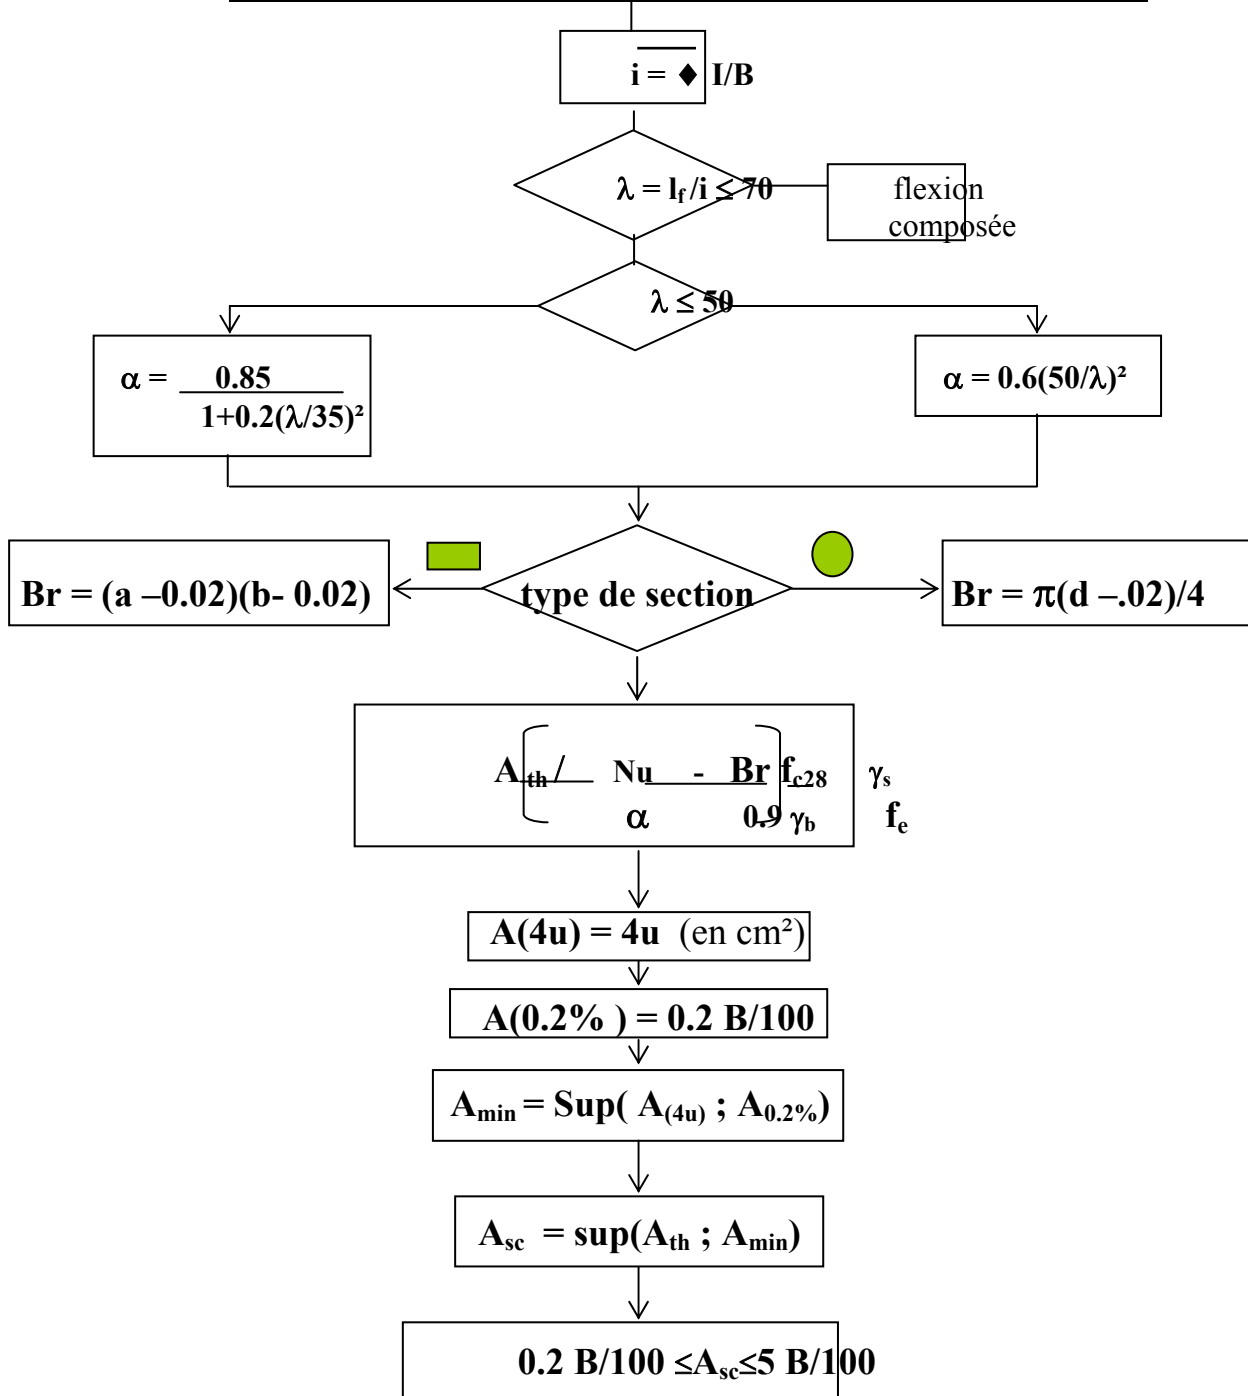 i = ♦ I/B
λ = lf /i ≤ 70
flexion
composée
λ ≤ 50
α = 0.85
1+0.2(λ/35)²
α = 0.6(50/λ)²
Br = (a –0.02)(b- 0.02)
type de section
Br = π(d –.02)/4
A th / Nu - Br fc28 γs
α 0.9 γb fe
A(4u) = 4u (en cm²)
A(0.2% ) = 0.2 B/100
Amin = Sup( A(4u) ; A0.2%)
Asc = sup(Ath ; Amin)
0.2 B/100 ≤Asc≤5 B/100